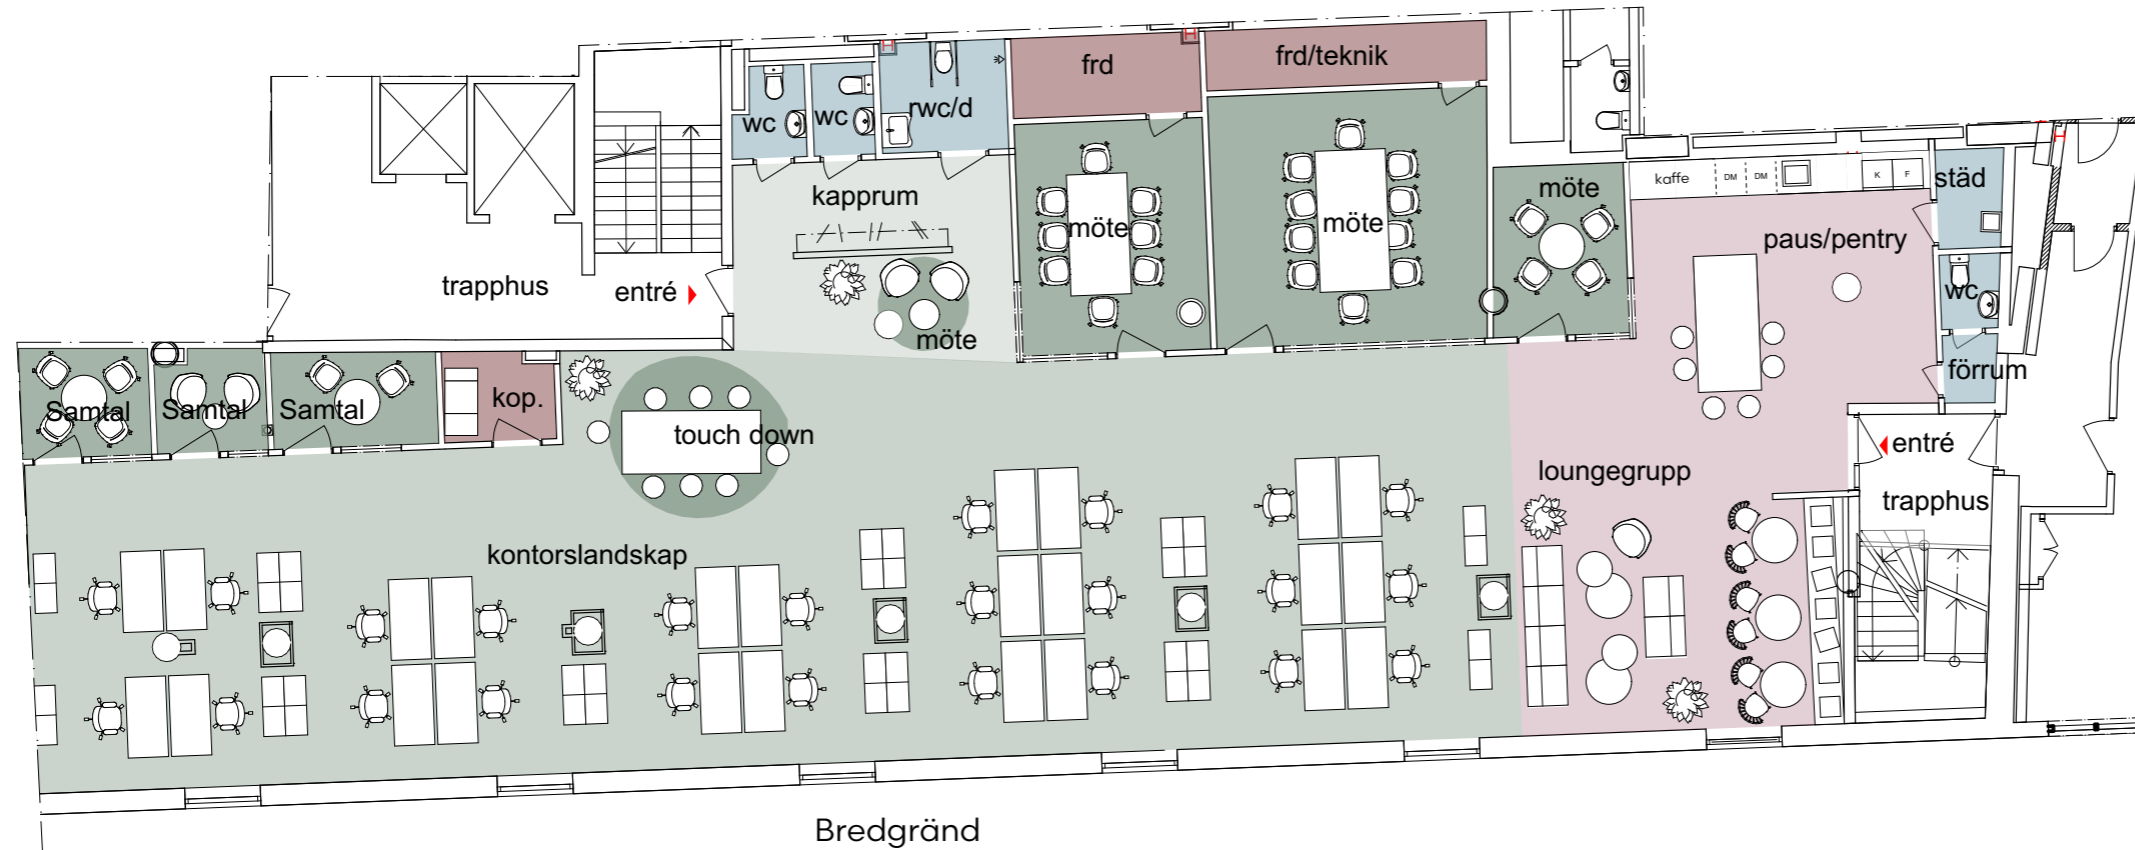 frd
frd/teknik
wc
wc
rwc/d
kapprum
möte
möte
möte
kaffe
DM
DM
K
F
städ
paus/pentry
trapphus
entré
möte
wc
förrum
Samtal
Samtal
Samtal
kop.
touch down
entré
loungegrupp
trapphus
kontorslandskap
Bredgränd